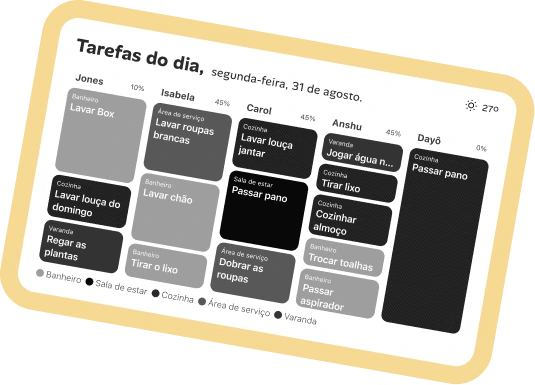 Tarefas do dia, segunda-feira, 31 de agosto.
27º
Jones 10%
Banheiro
Lavar Box
Cozinha
Lavar louça do
domingo
Varanda
Regar as
plantas
Isabela 45%
Área de serviço
Lavar roupas
brancas
Banheiro
Lavar chão
Banheiro
Tirar o lixo
Carol 45%
Cozinha
Lavar louça
jantar
Sala de estar
Passar pano
Área de serviço
Dobrar as
roupas
Anshu 45%
Varanda
Jogar água n...
Cozinha
Tirar lixo
Cozinha
Cozinhar
almoço
Banheiro
Trocar toalhas
Banheiro
Passar
aspirador
Dayô 0%
Cozinha
Passar pano
Banheiro Sala de estar Cozinha Área de serviço Varanda